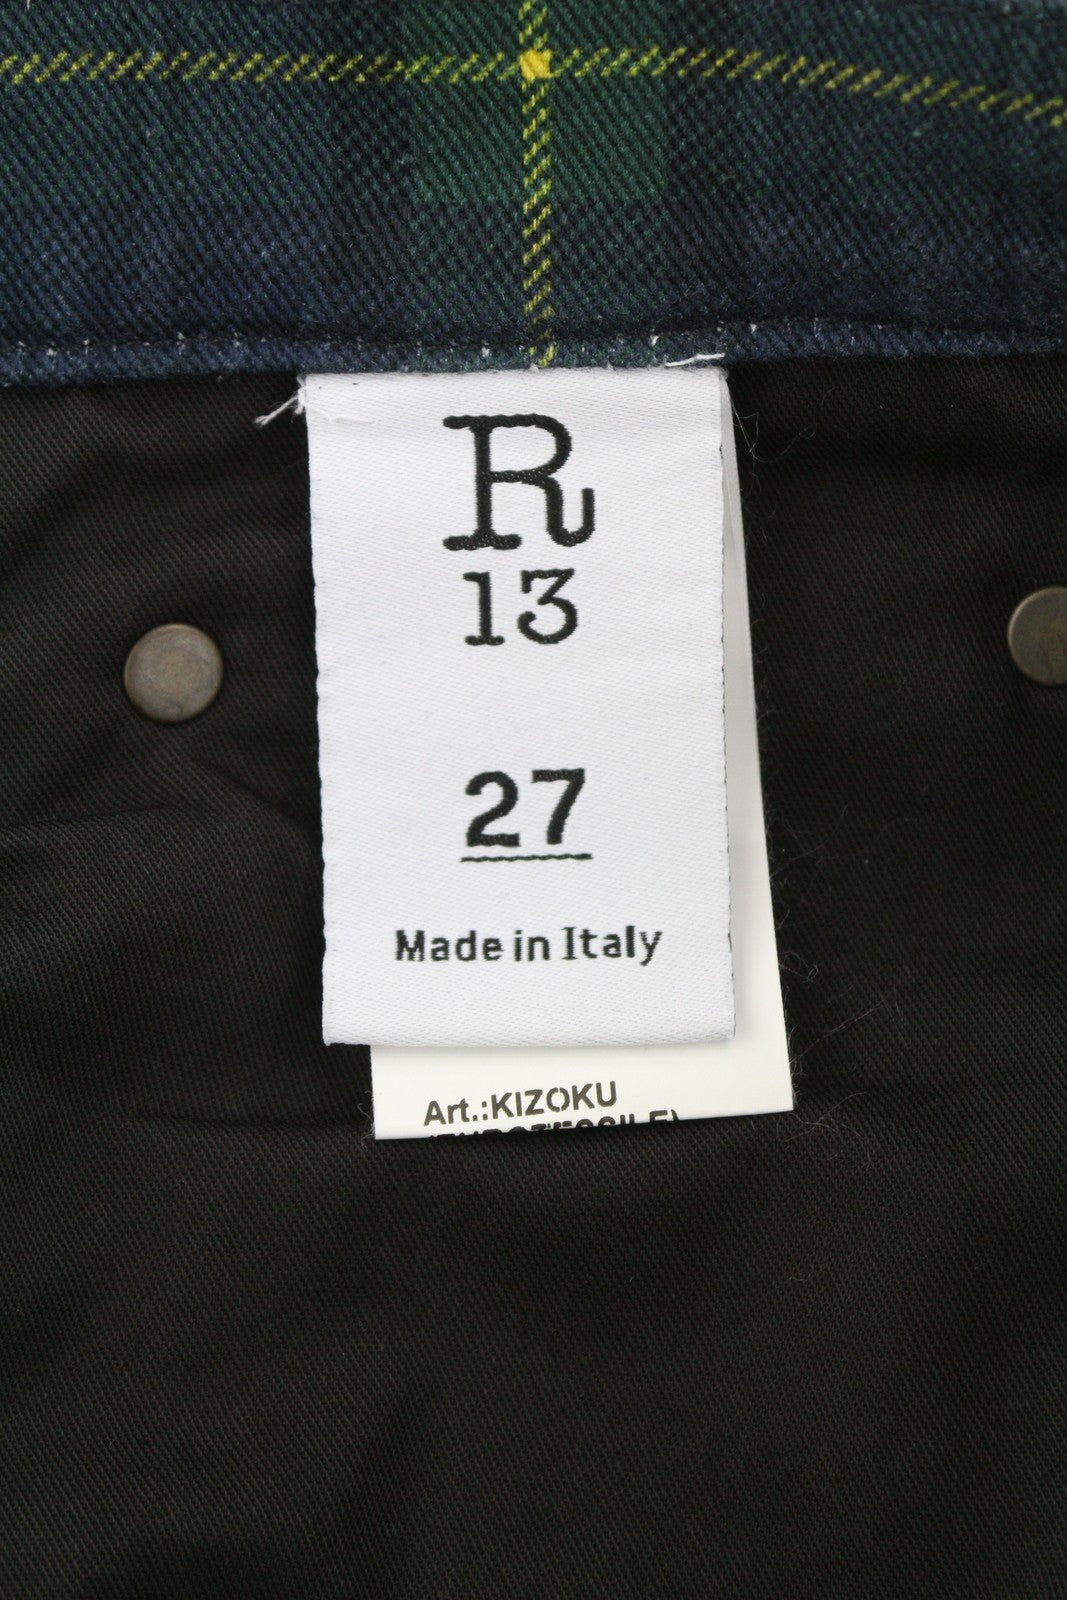 R
13
27
Made in Italy
Art.:KIZOKU